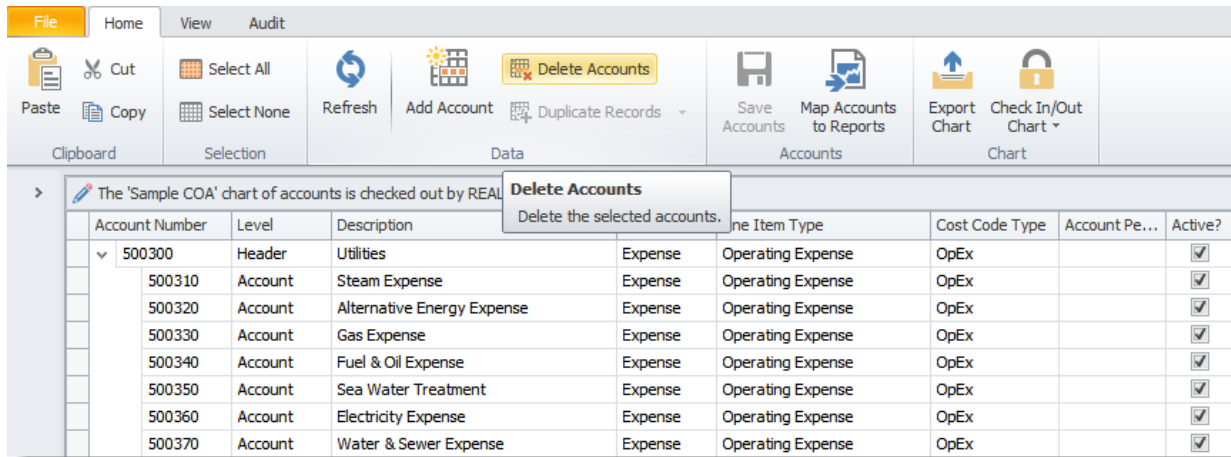 File Home View Audit
Cut Select All Delete Accounts
Paste Copy Select None Refresh Add Account Duplicate Records Save Accounts Map Accounts to Reports Export Chart Check In/Out Chart
Clipboard Selection Data Accounts Chart
The 'Sample COA' chart of accounts is checked out by REAL
Delete Accounts
Delete the selected accounts.
Account Number Level Description Item Type Cost Code Type Account Pe... Active?
500300 Header Utilities Expense Operating Expense OpEx
500310 Account Steam Expense Expense Operating Expense OpEx
500320 Account Alternative Energy Expense Expense Operating Expense OpEx
500330 Account Gas Expense Expense Operating Expense OpEx
500340 Account Fuel & Oil Expense Expense Operating Expense OpEx
500350 Account Sea Water Treatment Expense Operating Expense OpEx
500360 Account Electricity Expense Expense Operating Expense OpEx
500370 Account Water & Sewer Expense Expense Operating Expense OpEx